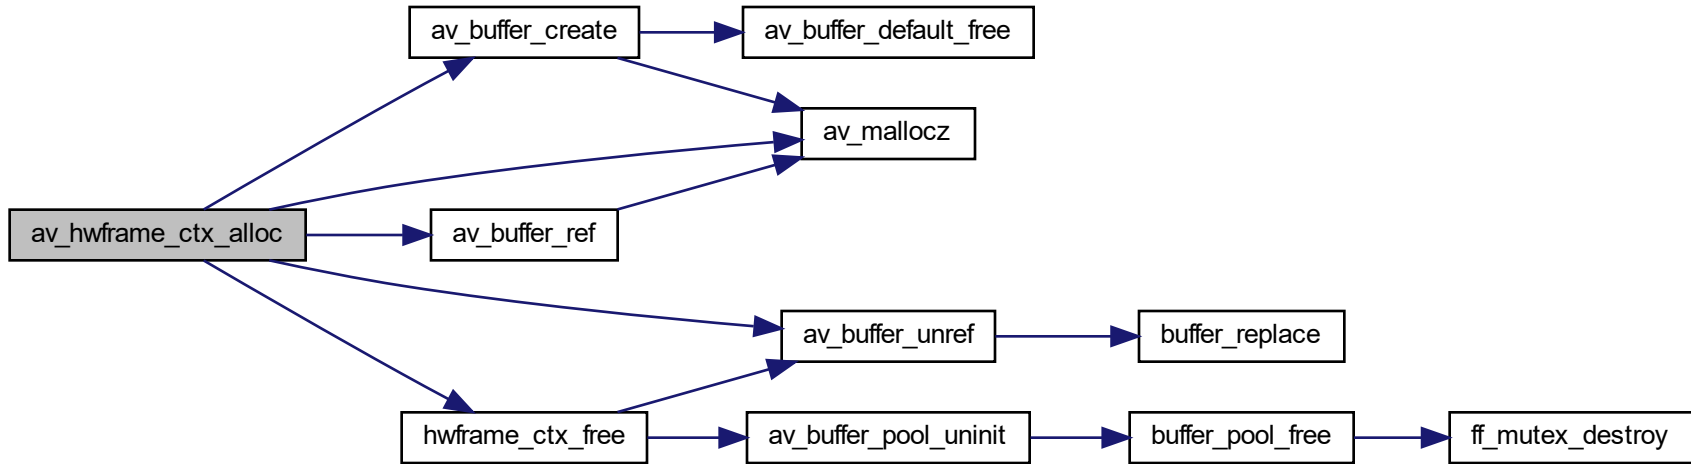 av_buffer_create
av_buffer_default_free
av_mallocz
av_hwframe_ctx_alloc
av_buffer_ref
av_buffer_unref
buffer_replace
hwframe_ctx_free
av_buffer_pool_uninit
buffer_pool_free
ff_mutex_destroy